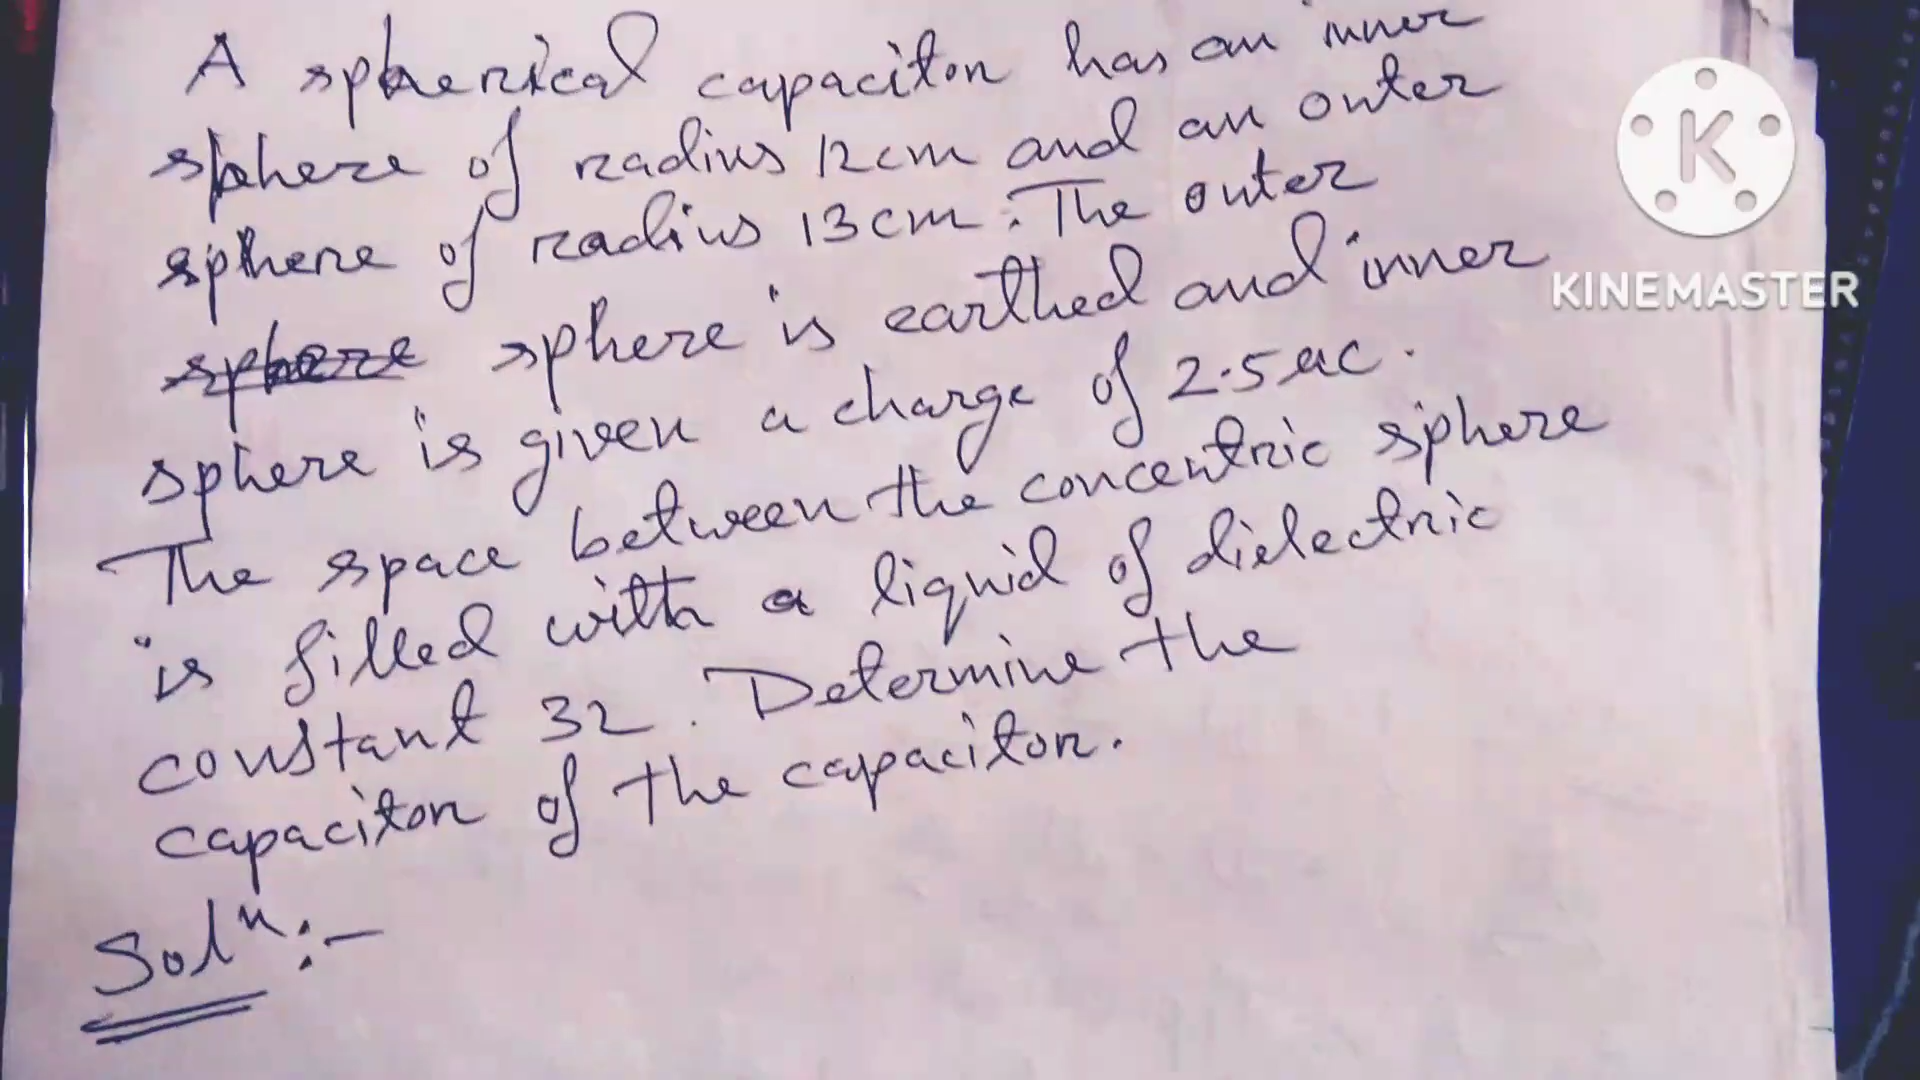 A spherical capacitor has an inner
sphere of radius 12cm and an outer
sphere of radius 13cm. The outer
sphere sphere is earthed and inner
sphere is given a charge of 2.5 μc.
The space between the concentric sphere
is filled with a liquid of dielectric
constant 32. Determine the
capacitor of the capacitor.
Solⁿ:-
K
KINEMASTER